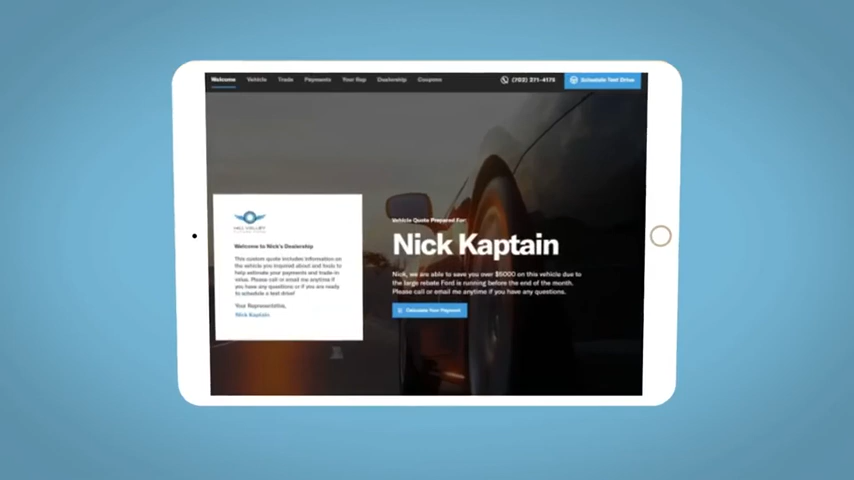 Welcome Vehicle Trade Payments Your Rep Dealership Coupons (702) 271-4175 Schedule Test Drive
HILL VALLEY
Welcome to Nick's Dealership
This custom quote includes information on
the vehicle you inquired about and tools to
help estimate your payments and trade-in
value. Please call or email me anytime if
you have any questions or if you are ready
to schedule a test drive!
Your Representative,
Nick Kaptain
Vehicle Quote Prepared For:
Nick Kaptain
Nick, we are able to save you over $5000 on this vehicle due to
the large rebate Ford is running before the end of the month.
Please call or email me anytime if you have any questions.
Calculate Your Payment